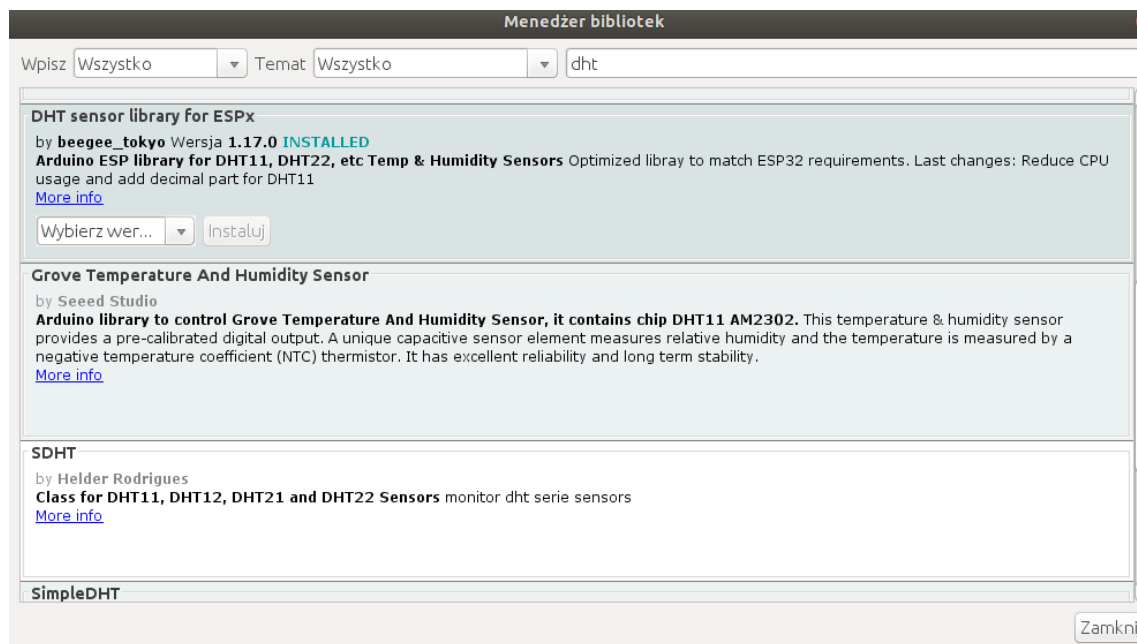 Menedżer bibliotek
Wpisz Wszystko Temat Wszystko dht
DHT sensor library for ESPx
by beegee_tokyo Wersja 1.17.0 INSTALLED
Arduino ESP library for DHT11, DHT22, etc Temp & Humidity Sensors Optimized libray to match ESP32 requirements. Last changes: Reduce CPU
usage and add decimal part for DHT11
More info
Wybierz wer... Instaluj
Grove Temperature And Humidity Sensor
by Seeed Studio
Arduino library to control Grove Temperature And Humidity Sensor, it contains chip DHT11 AM2302. This temperature & humidity sensor
provides a pre-calibrated digital output. A unique capacitive sensor element measures relative humidity and the temperature is measured by a
negative temperature coefficient (NTC) thermistor. It has excellent reliability and long term stability.
More info
SDHT
by Helder Rodrigues
Class for DHT11, DHT12, DHT21 and DHT22 Sensors monitor dht serie sensors
More info
SimpleDHT
Zamkni